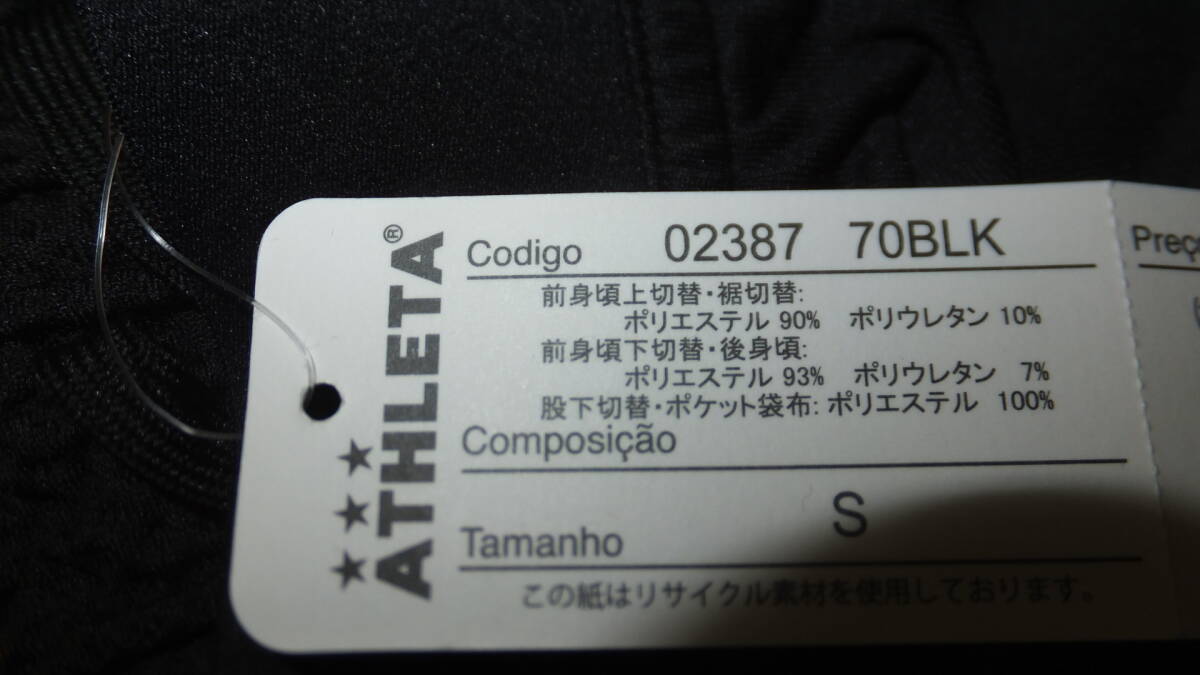 ATHLETA®
Codigo 02387 70BLK
前身頃上切替・裾切替:
ポリエステル 90% ポリウレタン 10%
前身頃下切替・後身頃:
ポリエステル 93% ポリウレタン 7%
股下切替・ポケット袋布: ポリエステル 100%
Composição
Tamanho S
この紙はリサイクル素材を使用しております。
Preç